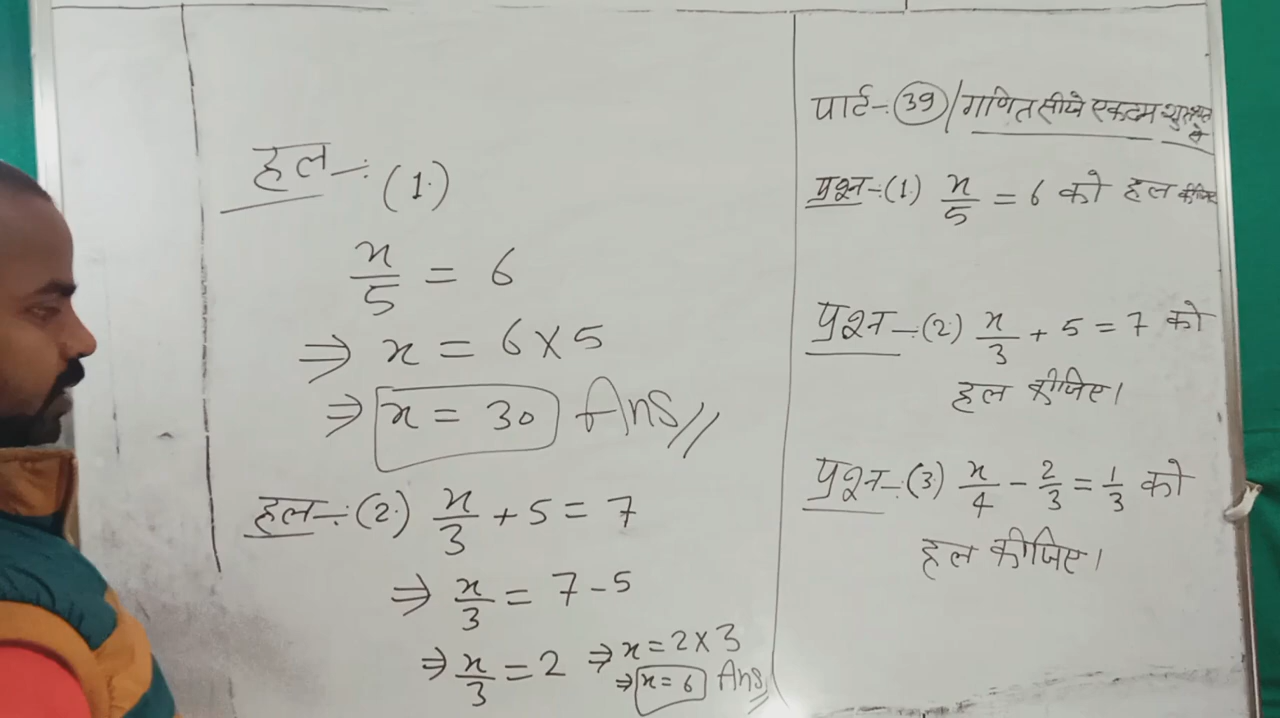 हल-: (1.)
x/5 = 6
⇒ x = 6×5
⇒ x = 30 Ans//
हल-: (2.) x/3 + 5 = 7
⇒ x/3 = 7-5
⇒ x/3 = 2 ⇒ x = 2×3
⇒ x = 6 Ans//
पार्ट-: 39 / गणित सीखे एकदम शुरुआत से
प्रश्न-:(1) x/5 = 6 को हल कीजिए
प्रश्न-:(2.) x/3 + 5 = 7 को
हल कीजिए।
प्रश्न-:(3.) x/4 - 2/3 = 1/3 को
हल कीजिए।